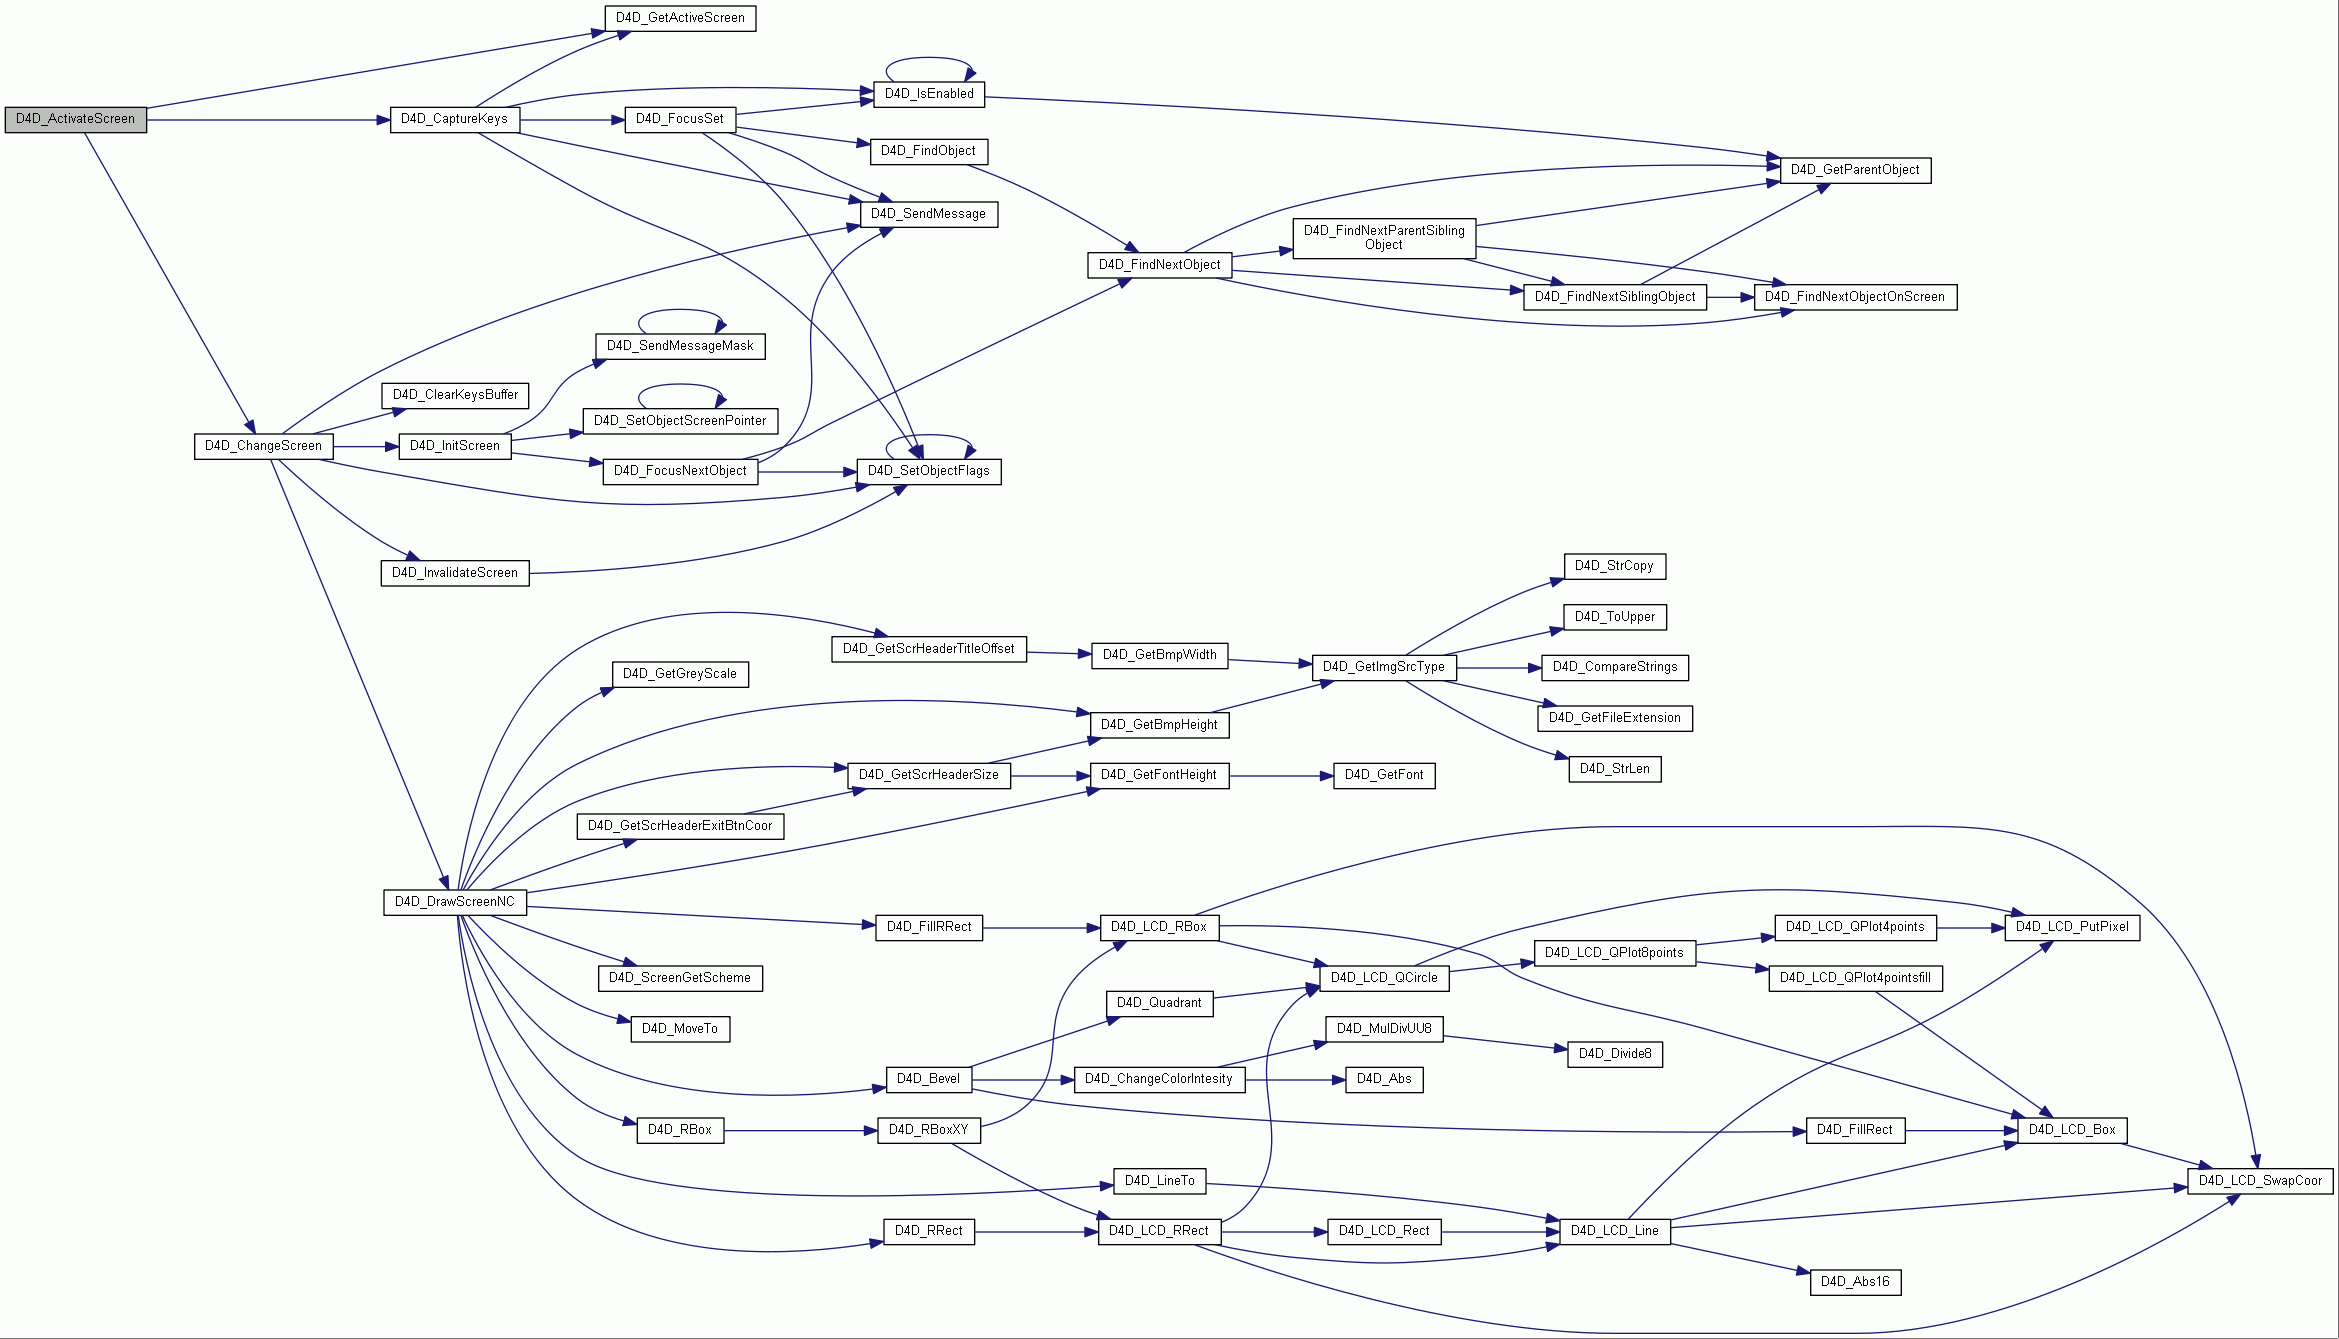 D4D_GetActiveScreen
D4D_IsEnabled
D4D_ActivateScreen
D4D_CaptureKeys
D4D_FocusSet
D4D_FindObject
D4D_GetParentObject
D4D_SendMessage
D4D_FindNextParentSibling
Object
D4D_FindNextObject
D4D_FindNextSiblingObject
D4D_FindNextObjectOnScreen
D4D_SendMessageMask
D4D_ClearKeysBuffer
D4D_SetObjectScreenPointer
D4D_ChangeScreen
D4D_InitScreen
D4D_FocusNextObject
D4D_SetObjectFlags
D4D_InvalidateScreen
D4D_StrCopy
D4D_ToUpper
D4D_GetScrHeaderTitleOffset
D4D_GetBmpWidth
D4D_GetImgSrcType
D4D_CompareStrings
D4D_GetGreyScale
D4D_GetBmpHeight
D4D_GetFileExtension
D4D_GetScrHeaderSize
D4D_GetFontHeight
D4D_GetFont
D4D_StrLen
D4D_GetScrHeaderExitBtnCoor
D4D_DrawScreenNC
D4D_FillRRect
D4D_LCD_RBox
D4D_LCD_QPlot4points
D4D_LCD_PutPixel
D4D_LCD_QPlot8points
D4D_ScreenGetScheme
D4D_LCD_QCircle
D4D_LCD_QPlot4pointsfill
D4D_Quadrant
D4D_MoveTo
D4D_MulDivUU8
D4D_Divide8
D4D_Bevel
D4D_ChangeColorIntesity
D4D_Abs
D4D_RBox
D4D_RBoxXY
D4D_FillRect
D4D_LCD_Box
D4D_LineTo
D4D_LCD_SwapCoor
D4D_RRect
D4D_LCD_RRect
D4D_LCD_Rect
D4D_LCD_Line
D4D_Abs16